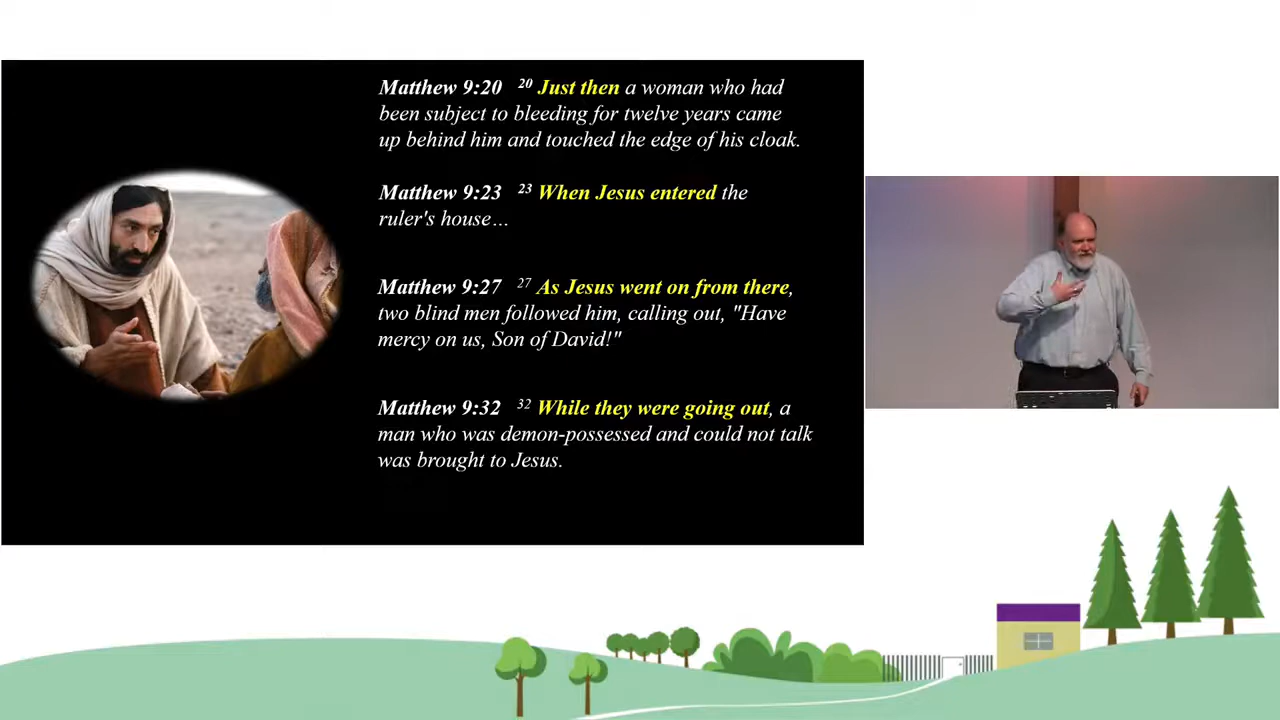 Matthew 9:20 20 Just then a woman who had
been subject to bleeding for twelve years came
up behind him and touched the edge of his cloak.
Matthew 9:23 23 When Jesus entered the
ruler's house…
Matthew 9:27 27 As Jesus went on from there,
two blind men followed him, calling out, "Have
mercy on us, Son of David!"
Matthew 9:32 32 While they were going out, a
man who was demon-possessed and could not talk
was brought to Jesus.